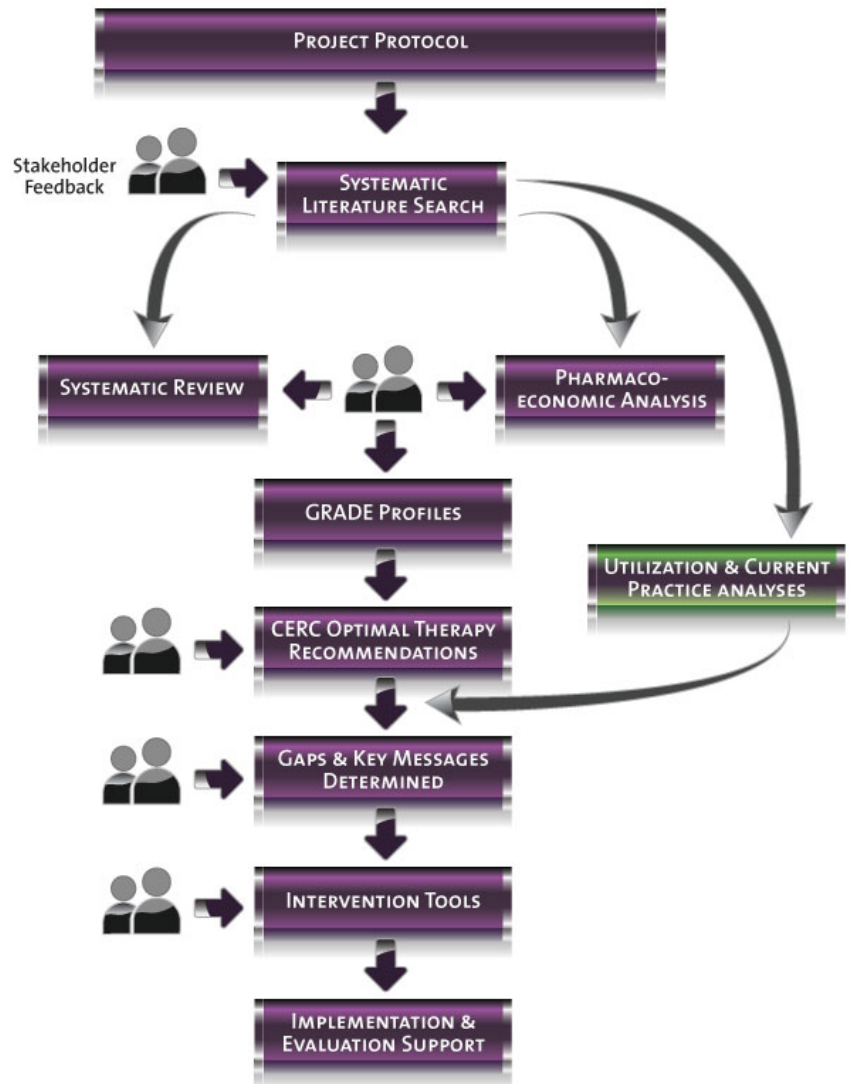 PROJECT PROTOCOL
Stakeholder
Feedback
SYSTEMATIC
LITERATURE SEARCH
SYSTEMATIC REVIEW
PHARMACO-
ECONOMIC ANALYSIS
GRADE PROFILES
UTILIZATION & CURRENT
PRACTICE ANALYSES
CERC OPTIMAL THERAPY
RECOMMENDATIONS
GAPS & KEY MESSAGES
DETERMINED
INTERVENTION TOOLS
IMPLEMENTATION &
EVALUATION SUPPORT